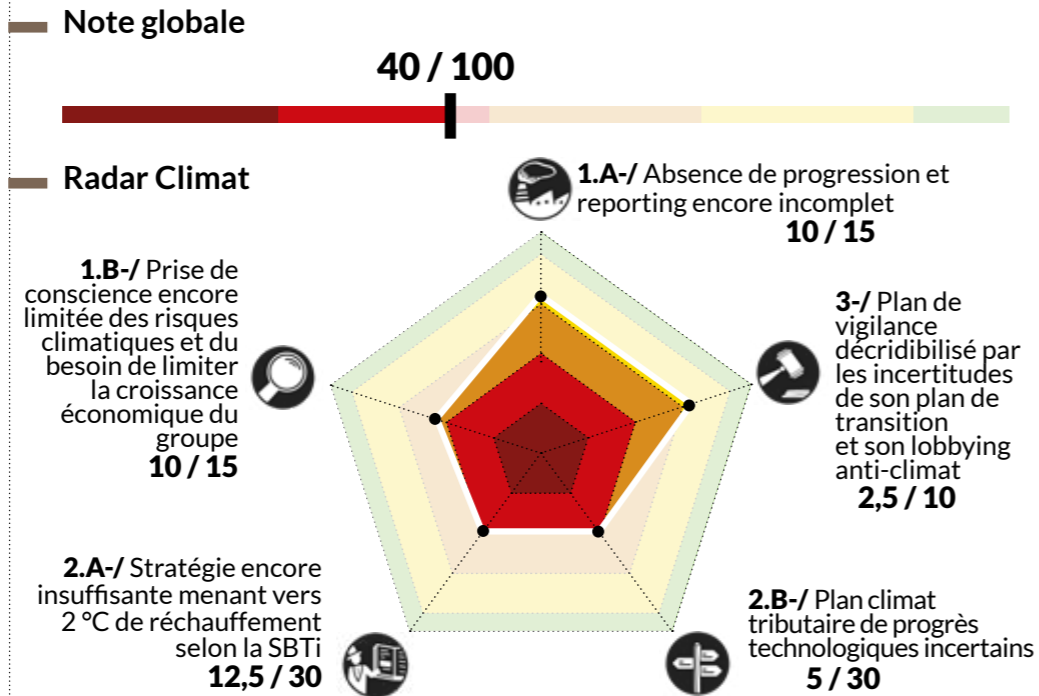 Note globale
40 / 100
Radar Climat
1.A-/ Absence de progression et
reporting encore incomplet
10 / 15
1.B-/ Prise de
conscience encore
limitée des risques
climatiques et du
besoin de limiter
la croissance
économique du
groupe
10 / 15
3-/ Plan de
vigilance
décridibilisé par
les incertitudes
de son plan de
transition
et son lobbying
anti-climat
2,5 / 10
2.A-/ Stratégie encore
insuffisante menant vers
2 °C de réchauffement
selon la SBTi
12,5 / 30
2.B-/ Plan climat
tributaire de progrès
technologiques incertains
5 / 30